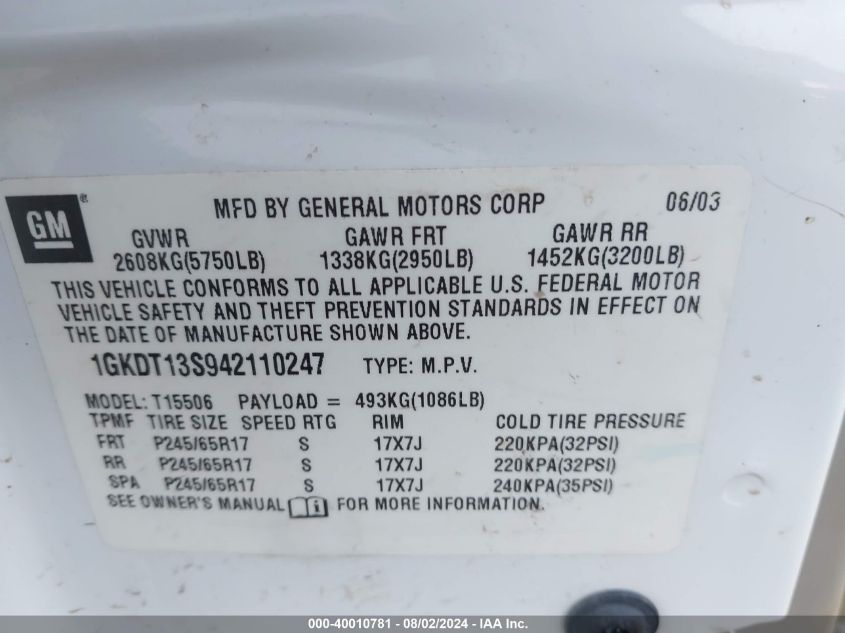 GM ®
MFD BY GENERAL MOTORS CORP 06/03
GVWR GAWR FRT GAWR RR
2608KG(5750LB) 1338KG(2950LB) 1452KG(3200LB)
THIS VEHICLE CONFORMS TO ALL APPLICABLE U.S. FEDERAL MOTOR
VEHICLE SAFETY AND THEFT PREVENTION STANDARDS IN EFFECT ON
THE DATE OF MANUFACTURE SHOWN ABOVE.
1GKDT13S942110247 TYPE: M.P.V.
MODEL: T15506 PAYLOAD = 493KG(1086LB)
TPMF TIRE SIZE SPEED RTG RIM COLD TIRE PRESSURE
FRT P245/65R17 S 17X7J 220KPA(32PSI)
RR P245/65R17 S 17X7J 220KPA(32PSI)
SPA P245/65R17 S 17X7J 240KPA(35PSI)
SEE OWNER'S MANUAL i FOR MORE INFORMATION.
000-40010781 - 08/02/2024 - IAA Inc.